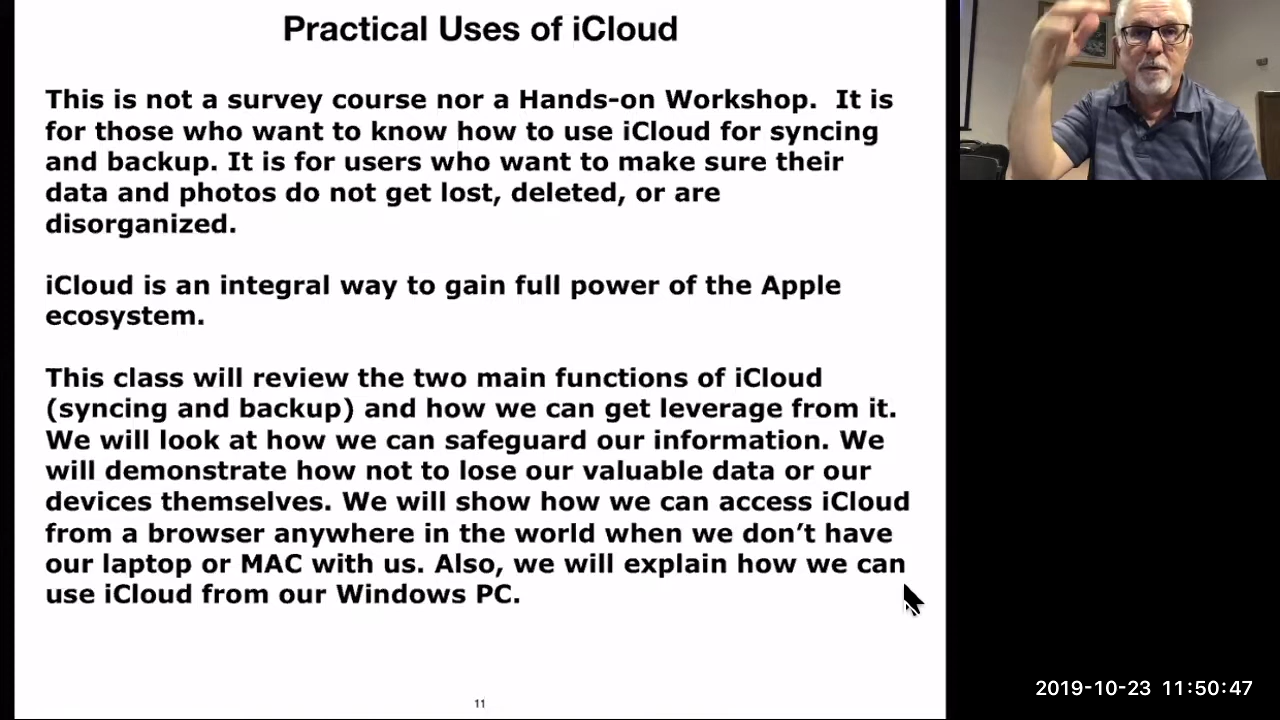 Practical Uses of iCloud
This is not a survey course nor a Hands-on Workshop.  It is
for those who want to know how to use iCloud for syncing
and backup. It is for users who want to make sure their
data and photos do not get lost, deleted, or are
disorganized.
iCloud is an integral way to gain full power of the Apple
ecosystem.
This class will review the two main functions of iCloud
(syncing and backup) and how we can get leverage from it.
We will look at how we can safeguard our information. We
will demonstrate how not to lose our valuable data or our
devices themselves. We will show how we can access iCloud
from a browser anywhere in the world when we don’t have
our laptop or MAC with us. Also, we will explain how we can
use iCloud from our Windows PC.
11
2019-10-23 11:50:47